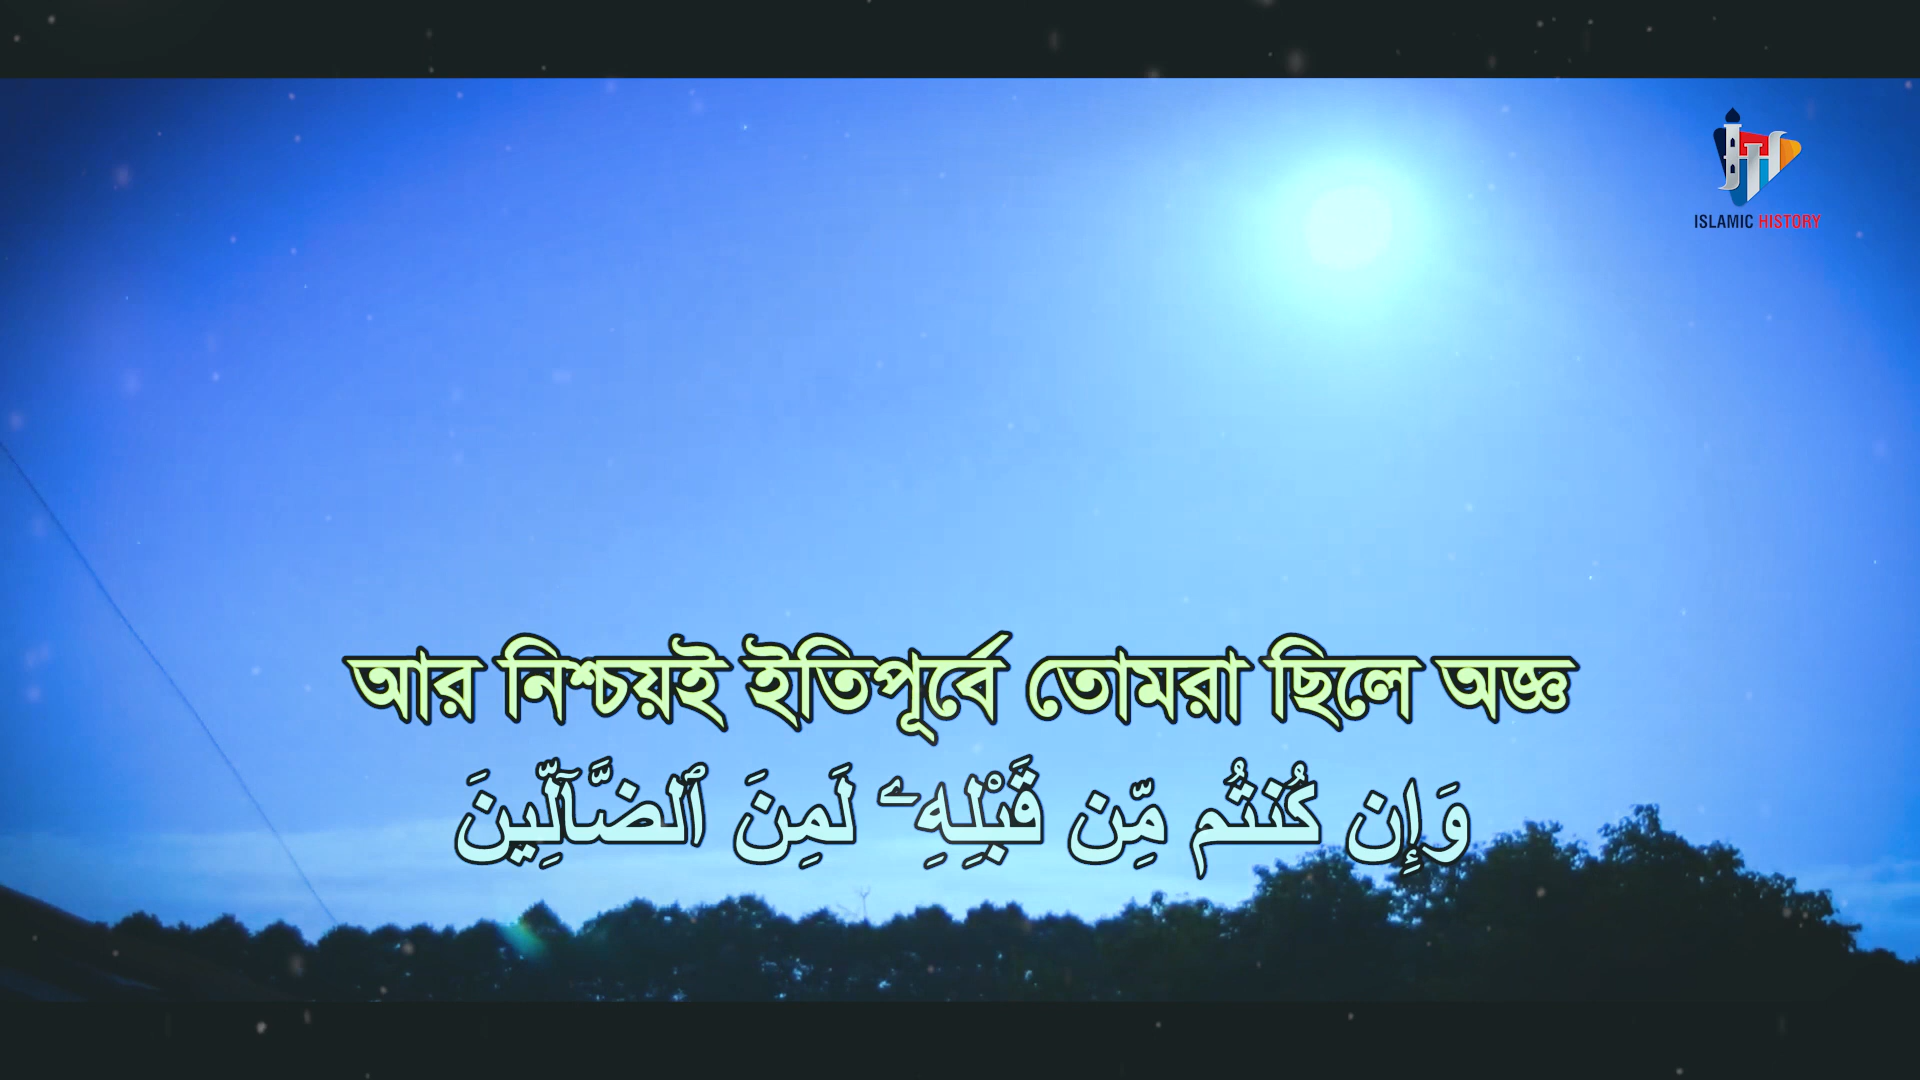 ISLAMIC HISTORY
আর নিশ্চয়ই ইতিপূর্বে তোমরা ছিলে অজ্ঞ
وَإِن كُنتُم مِّن قَبْلِهِۦ لَمِنَ ٱلضَّآلِّينَ